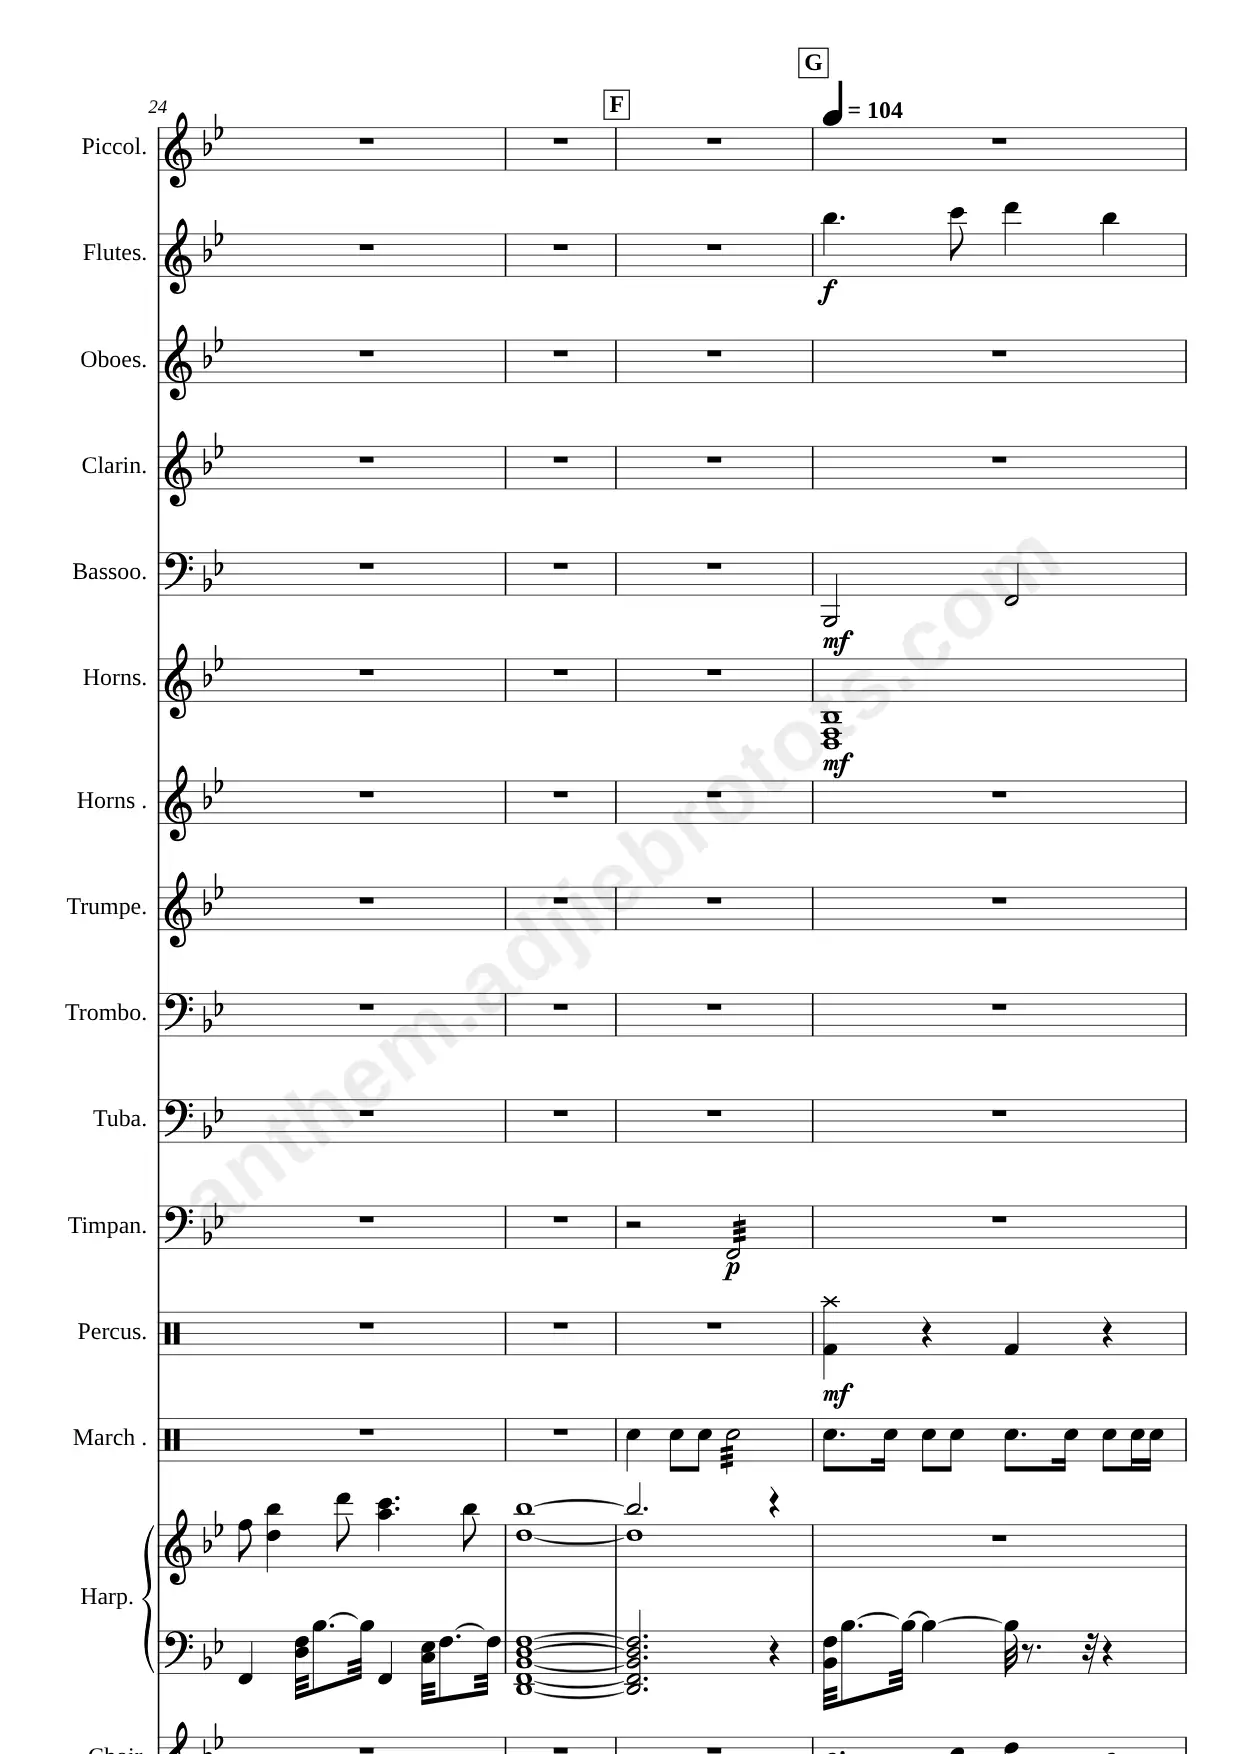 G
24
F
= 104
Piccol.
Flutes.
f
Oboes.
Clarin.
Bassoo.
mf
Horns.
mf
Horns .
Trumpe.
Trombo.
Tuba.
Timpan.
p
Percus.
mf
March .
Harp.
Choir.
anthem.adjiebrotots.com